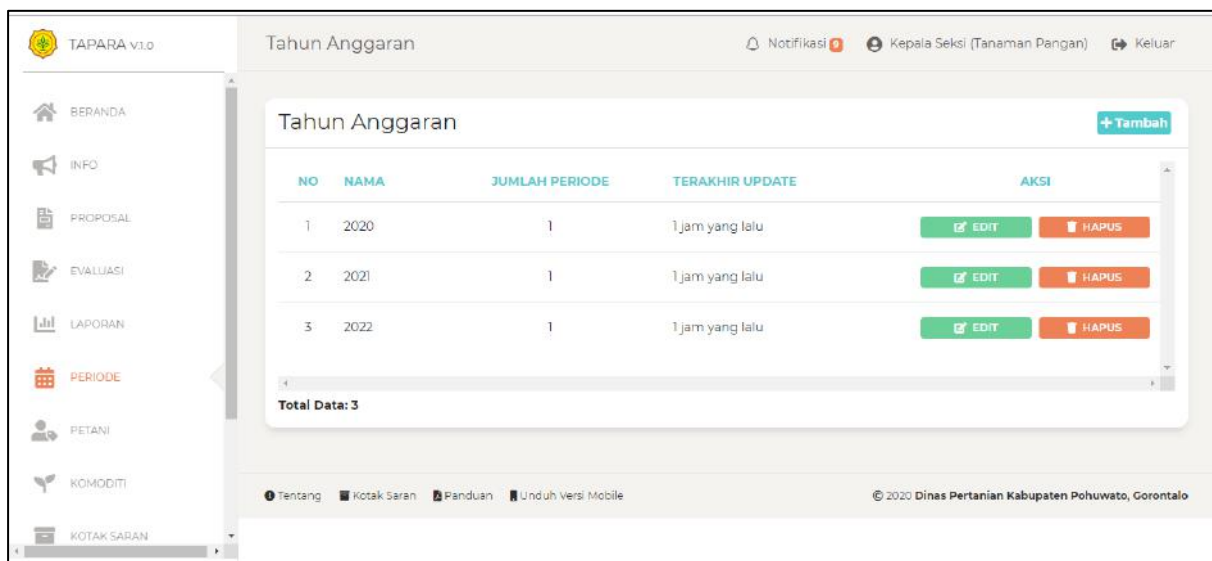 TAPARA V.1.0
Tahun Anggaran
Notifikasi 9
Kepala Seksi (Tanaman Pangan)
Keluar
BERANDA
INFO
PROPOSAL
EVALUASI
LAPORAN
PERIODE
PETANI
KOMODITI
KOTAK SARAN
Tahun Anggaran
+ Tambah
NO NAMA JUMLAH PERIODE TERAKHIR UPDATE AKSI
1 2020 1 1 jam yang lalu EDIT HAPUS
2 2021 1 1 jam yang lalu EDIT HAPUS
3 2022 1 1 jam yang lalu EDIT HAPUS
Total Data: 3
Tentang Kotak Saran Panduan Unduh Versi Mobile
© 2020 Dinas Pertanian Kabupaten Pohuwato, Gorontalo